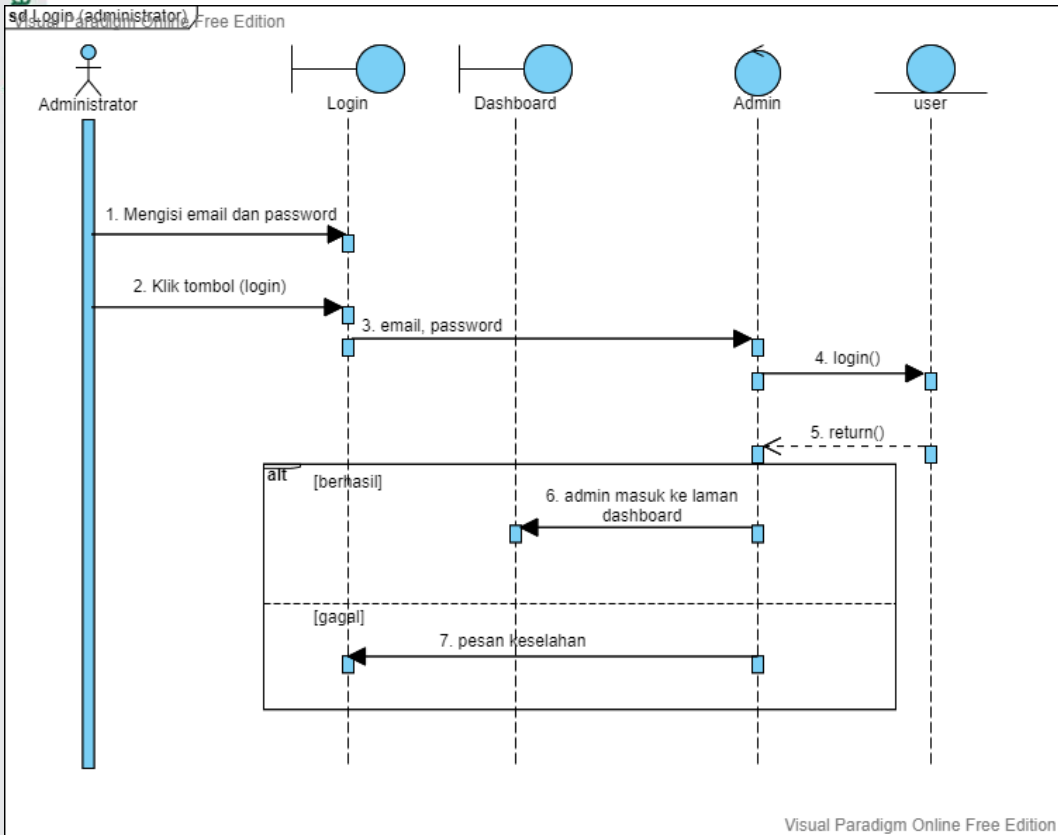 sd Login (administrator)
Visual Paradigm Online Free Edition
Administrator
Login
Dashboard
Admin
user
1. Mengisi email dan password
2. Klik tombol (login)
3. email, password
4. login()
5. return()
alt
[berhasil]
6. admin masuk ke laman
dashboard
[gagal]
7. pesan keselahan
Visual Paradigm Online Free Edition